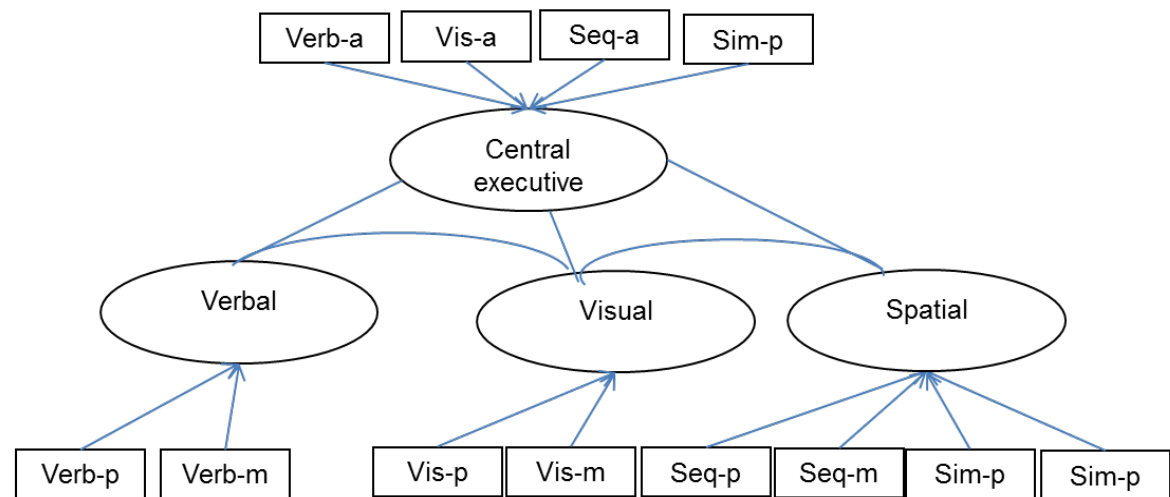 Verb-a
Vis-a
Seq-a
Sim-p
Central
executive
Verbal
Visual
Spatial
Verb-p
Verb-m
Vis-p
Vis-m
Seq-p
Seq-m
Sim-p
Sim-p